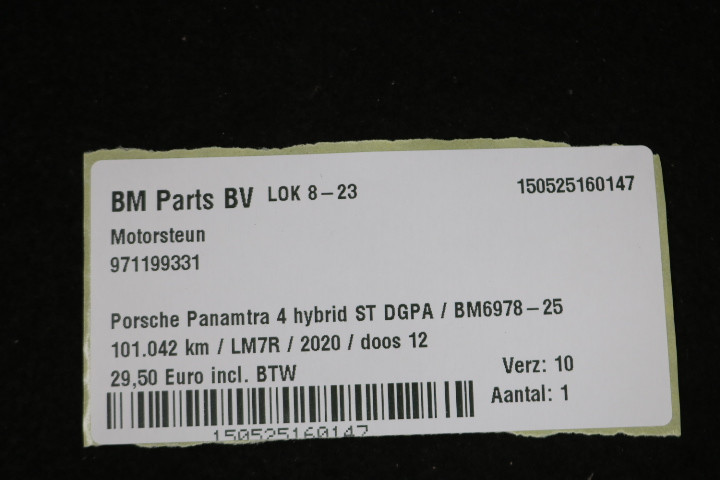 BM Parts BV LOK 8-23 150525160147
Motorsteun
971199331
Porsche Panamtra 4 hybrid ST DGPA / BM6978-25
101.042 km / LM7R / 2020 / doos 12
29,50 Euro incl. BTW Verz: 10
Aantal: 1
150525160147